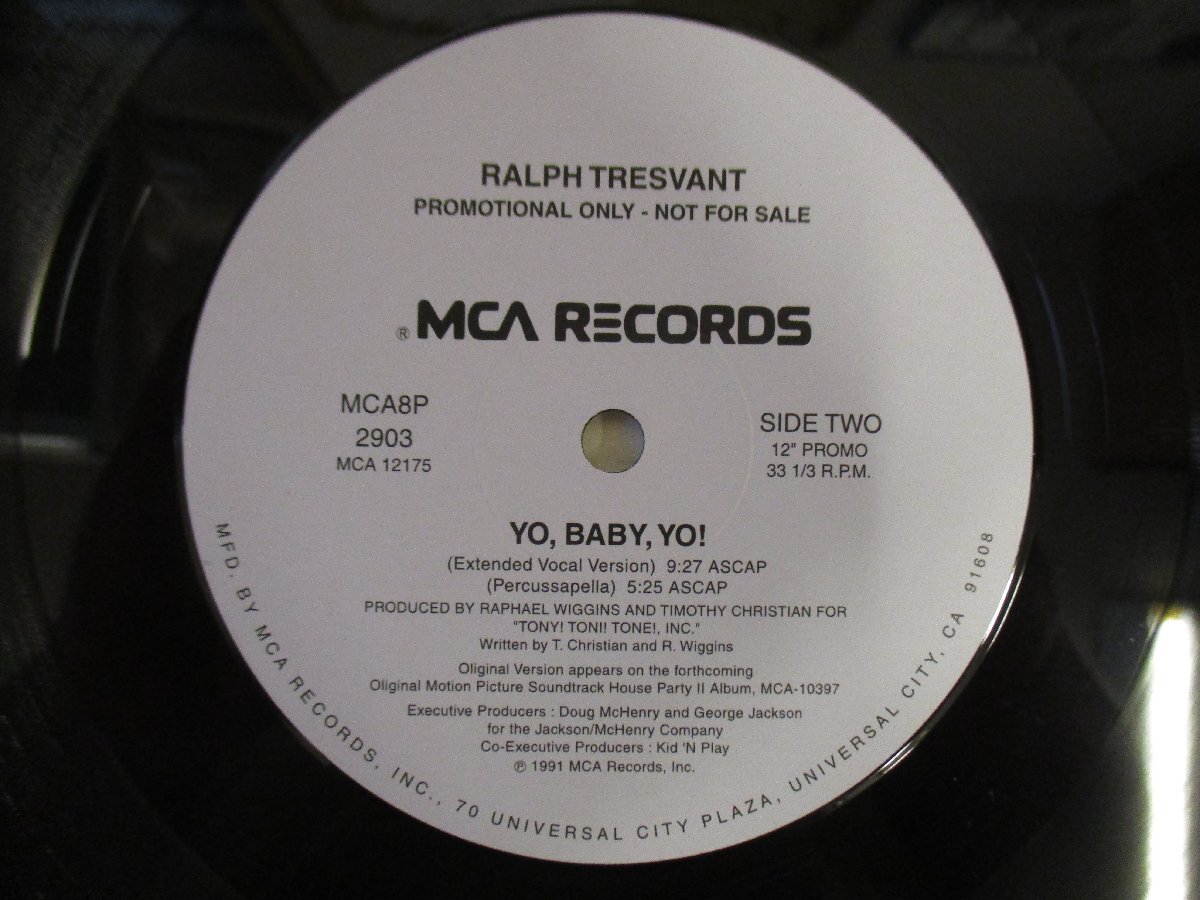 RALPH TRESVANT
PROMOTIONAL ONLY - NOT FOR SALE
® MCA RECORDS
MCA8P
2903
MCA 12175
SIDE TWO
12" PROMO
33 1/3 R.P.M.
YO, BABY, YO!
(Extended Vocal Version) 9:27 ASCAP
(Percussapella) 5:25 ASCAP
PRODUCED BY RAPHAEL WIGGINS AND TIMOTHY CHRISTIAN FOR
"TONY! TONI! TONE!, INC."
Written by T. Christian and R. Wiggins
Oliginal Version appears on the forthcoming
Oliginal Motion Picture Soundtrack House Party II Album, MCA-10397
Executive Producers : Doug McHenry and George Jackson
for the Jackson/McHenry Company
Co-Executive Producers : Kid 'N Play
℗ 1991 MCA Records, Inc.
MFD. BY MCA RECORDS, INC., 70 UNIVERSAL CITY PLAZA, UNIVERSAL CITY, CA 91608